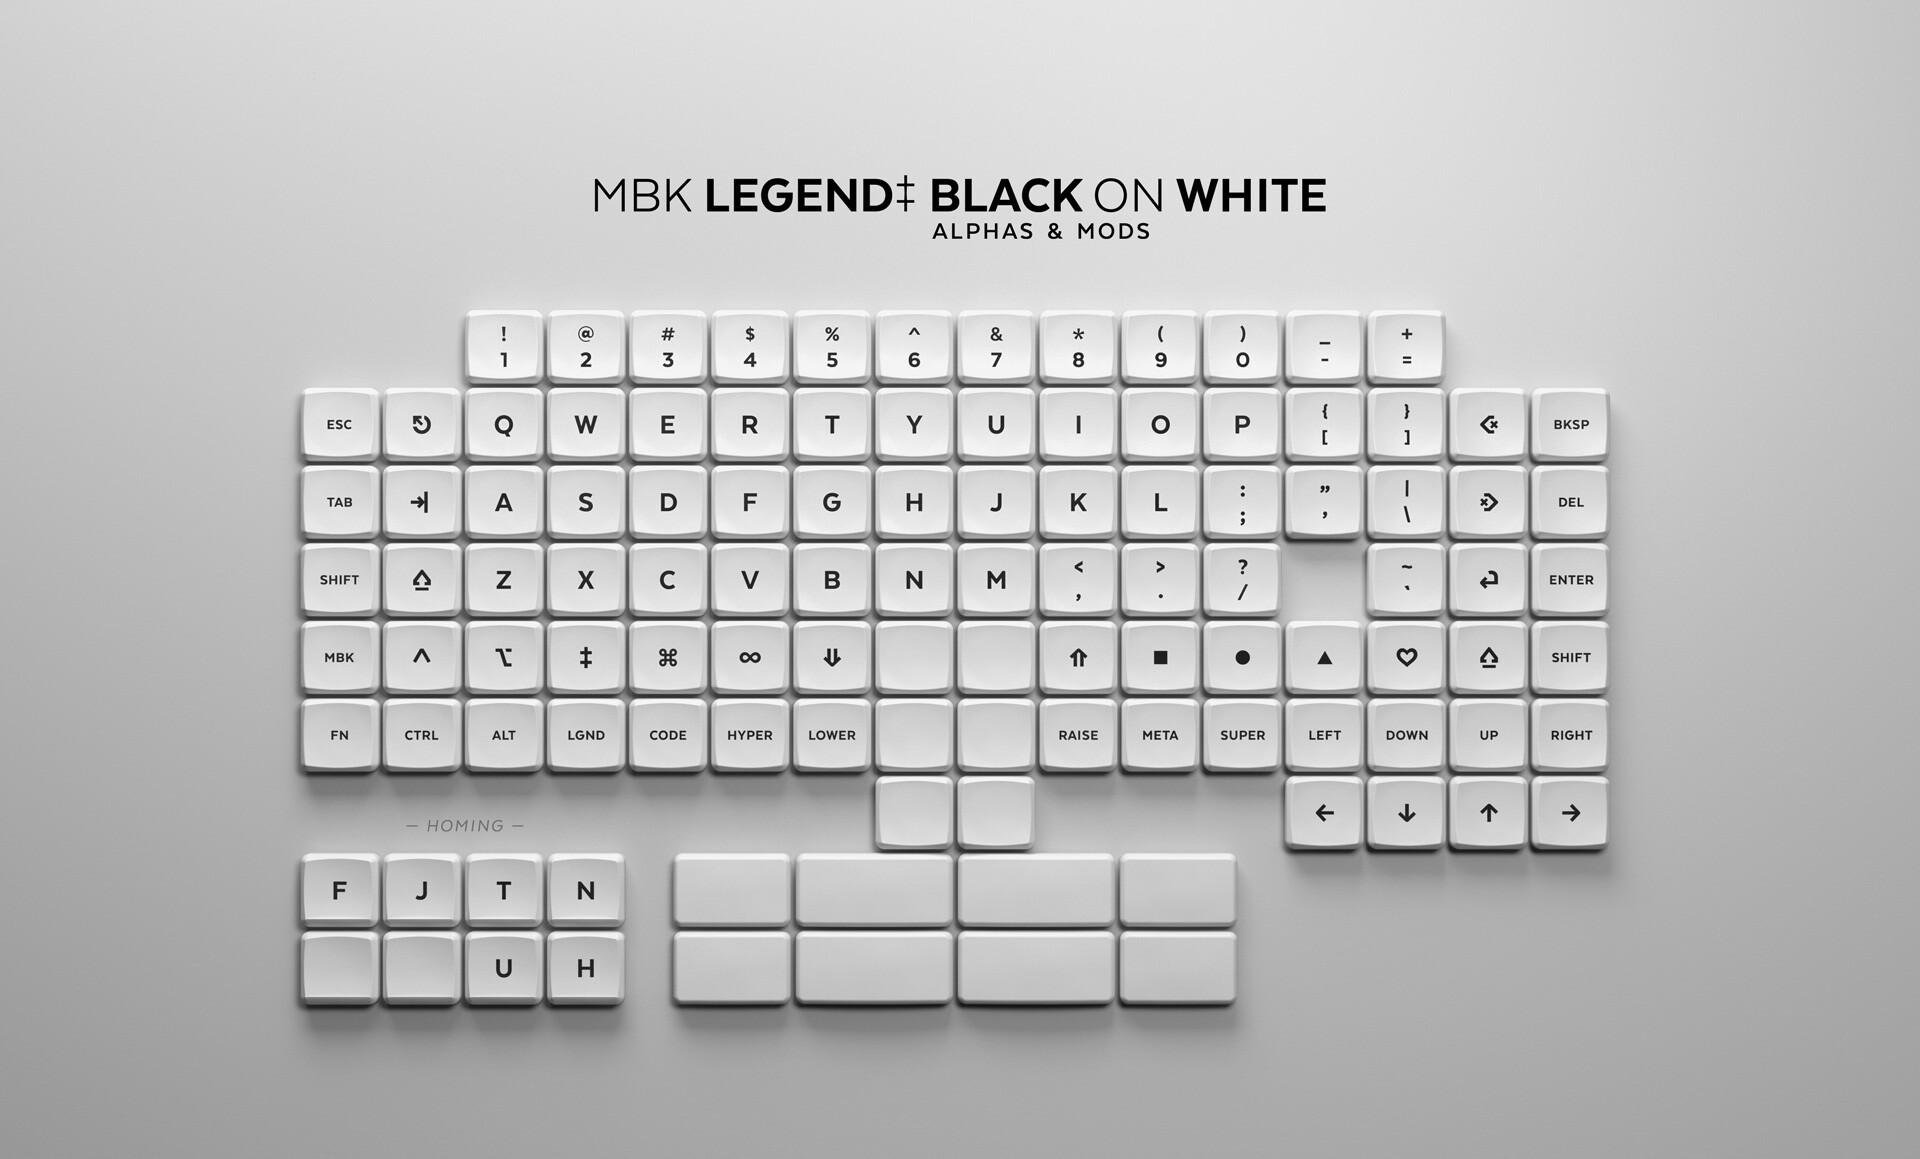 MBK LEGEND‡ BLACK ON WHITE
ALPHAS & MODS
! @ # $ % ^ & * ( ) _ +
1 2 3 4 5 6 7 8 9 0 - =
ESC Q W E R T Y U I O P { [ } ] BKSP
TAB A S D F G H J K L : ; ” ’ | \ DEL
SHIFT Z X C V B N M < , > . ? / ~ ` ENTER
MBK ^ ⌥ ‡ ⌘ ∞ ⇓ ⇑ ■ ● ▲ ♡ SHIFT
FN CTRL ALT LGND CODE HYPER LOWER RAISE META SUPER LEFT DOWN UP RIGHT
← ↓ ↑ →
— HOMING —
F J T N
U H